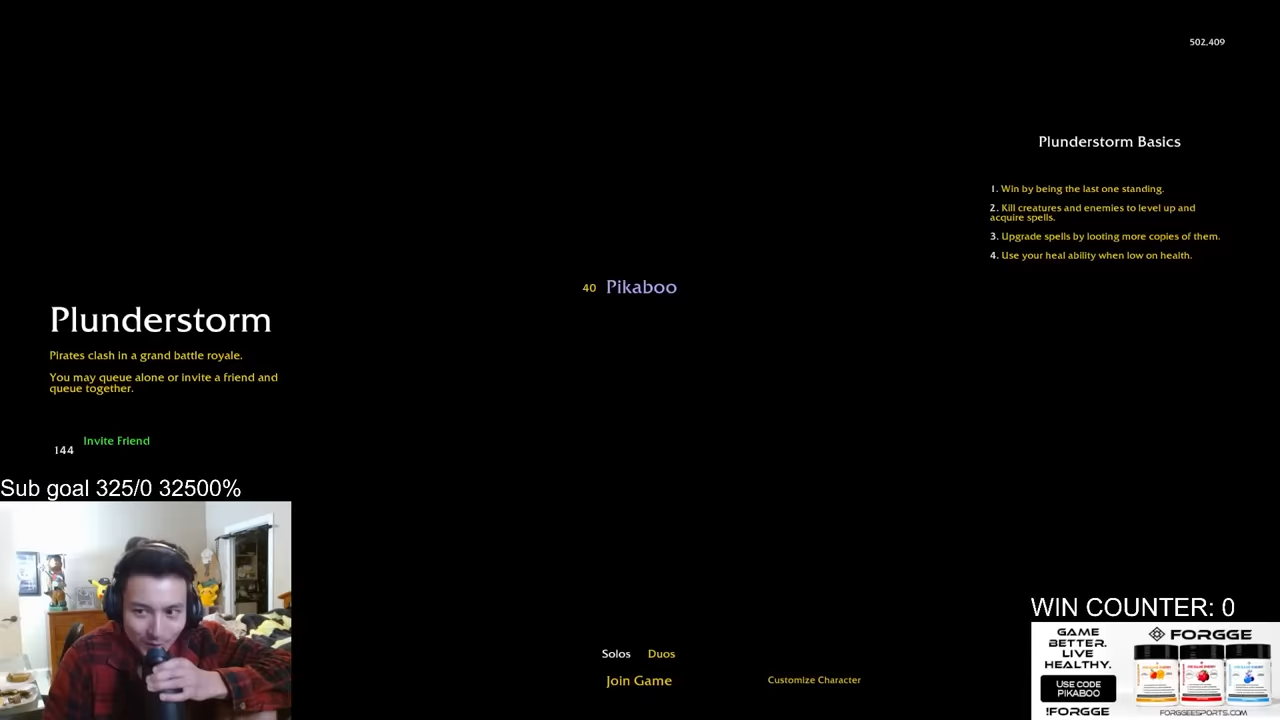 502,409
Plunderstorm Basics
1. Win by being the last one standing.
2. Kill creatures and enemies to level up and
acquire spells.
3. Upgrade spells by looting more copies of them.
4. Use your heal ability when low on health.
40 Pikaboo
Plunderstorm
Pirates clash in a grand battle royale.
You may queue alone or invite a friend and
queue together.
144 Invite Friend
Sub goal 325/0 32500%
Solos Duos
Join Game
Customize Character
WIN COUNTER: 0
GAME
BETTER.
LIVE
HEALTHY.
USE CODE
PIKABOO
!FORGGE
FORGGE
FORGGEESPORTS.COM